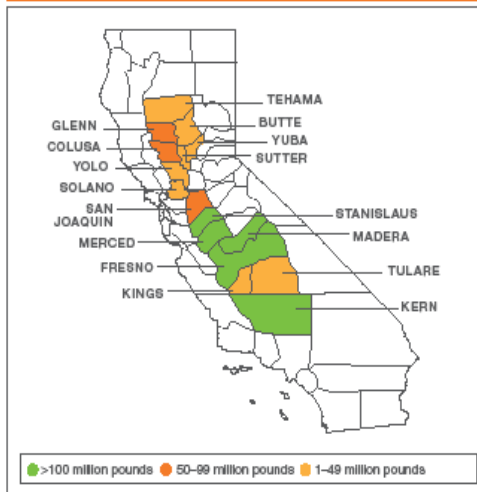 TEHAMA
GLENN
BUTTE
COLUSA
YUBA
YOLO
SUTTER
SOLANO
SAN
JOAQUIN
STANISLAUS
MERCED
MADERA
FRESNO
TULARE
KINGS
KERN
>100 million pounds 50–99 million pounds 1–49 million pounds